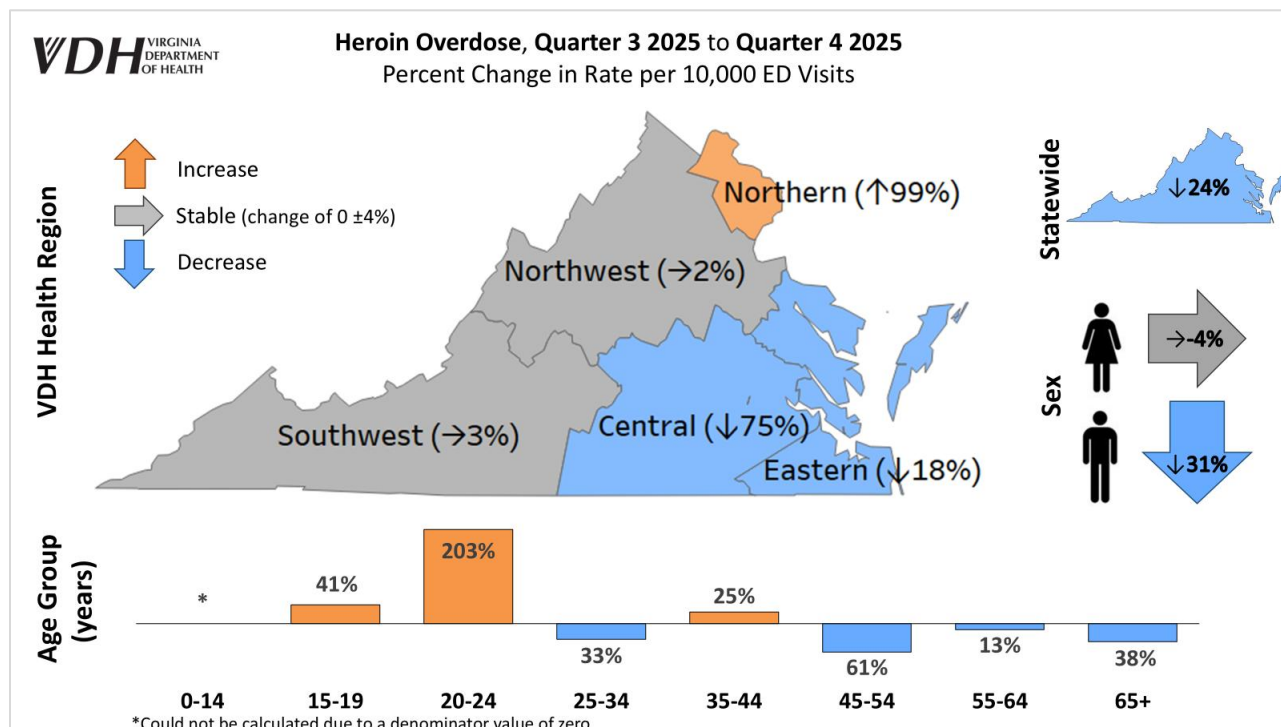 VDH VIRGINIA
DEPARTMENT
OF HEALTH
Heroin Overdose, Quarter 3 2025 to Quarter 4 2025
Percent Change in Rate per 10,000 ED Visits
VDH Health Region
Increase
Stable (change of 0 ±4%)
Decrease
Northern (↑99%)
Northwest (→2%)
Southwest (→3%)
Central (↓75%)
Eastern (↓18%)
Statewide
↓24%
Sex
→-4%
↓31%
Age Group
(years)
*
41%
203%
33%
25%
61%
13%
38%
0-14
15-19
20-24
25-34
35-44
45-54
55-64
65+
*Could not be calculated due to a denominator value of zero